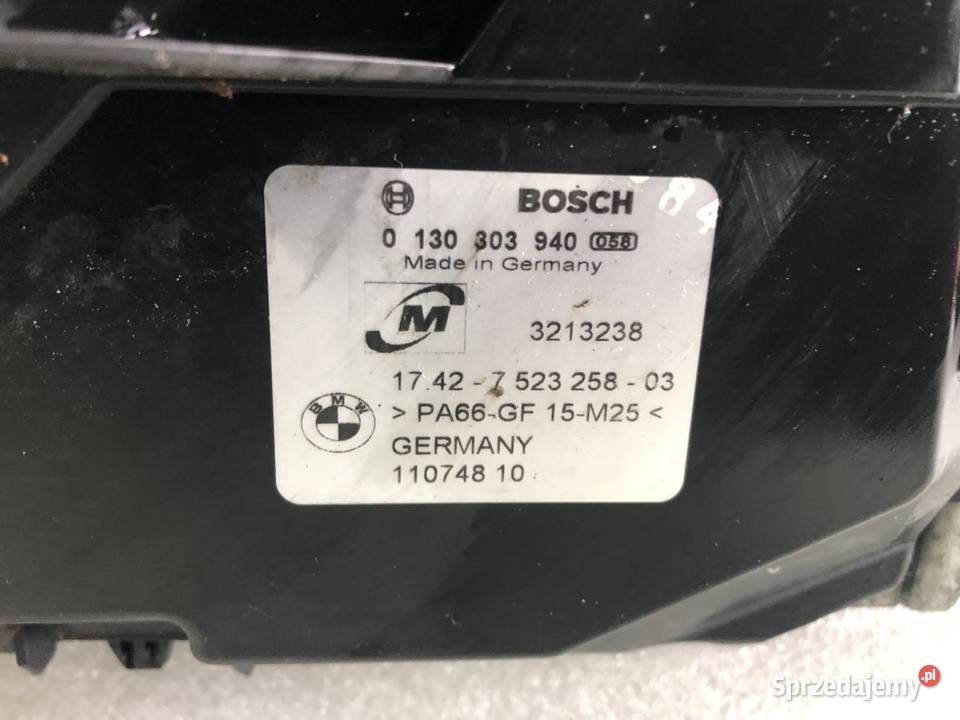 BOSCH
84
0 130 303 940 058
Made in Germany
M
3213238
17.42 - 7 523 258 - 03
BMW
> PA66-GF 15-M25 <
GERMANY
110748 10
Sprzedajemy.pl